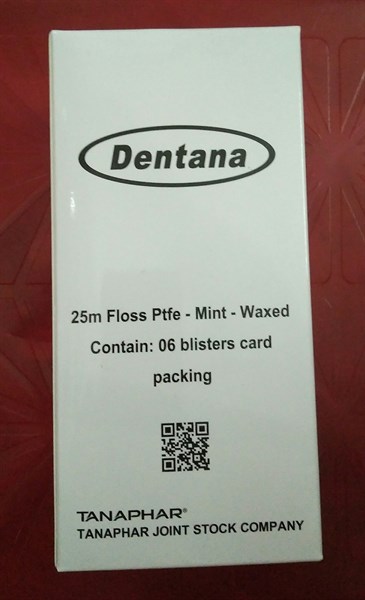 Dentana
25m Floss Ptfe - Mint - Waxed
Contain: 06 blisters card
packing
TANAPHAR®
TANAPHAR JOINT STOCK COMPANY